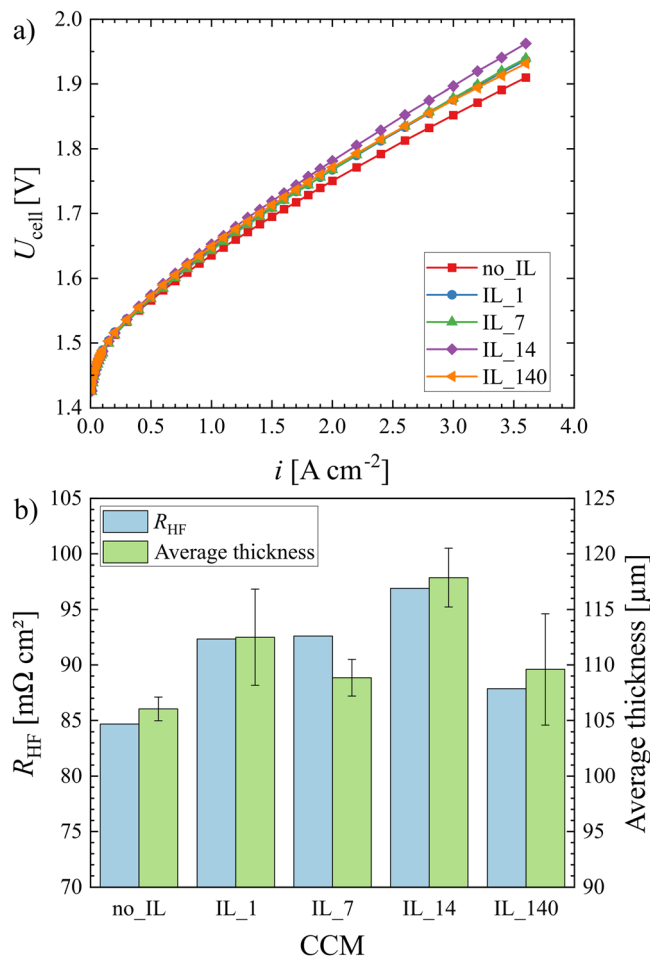 a)
2.0
1.9
1.8
1.7
1.6
1.5
1.4
U_cell [V]
no_IL
IL_1
IL_7
IL_14
IL_140
0.0 0.5 1.0 1.5 2.0 2.5 3.0 3.5 4.0
i [A cm⁻²]
b)
R_HF
Average thickness
105
100
95
90
85
80
75
70
R_HF [mΩ cm²]
125
120
115
110
105
100
95
90
Average thickness [µm]
no_IL IL_1 IL_7 IL_14 IL_140
CCM